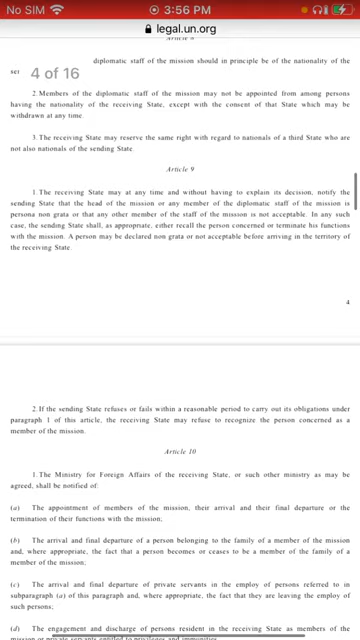 No SIM 3:56 PM
legal.un.org
Article 8
diplomatic staff of the mission should in principle be of the nationality of the
4 of 16
2. Members of the diplomatic staff of the mission may not be appointed from among persons
having the nationality of the receiving State, except with the consent of that State which may be
withdrawn at any time.
3. The receiving State may reserve the same right with regard to nationals of a third State who are
not also nationals of the sending State.
Article 9
1. The receiving State may at any time and without having to explain its decision, notify the
sending State that the head of the mission or any member of the diplomatic staff of the mission is
persona non grata or that any other member of the staff of the mission is not acceptable. In any such
case, the sending State shall, as appropriate, either recall the person concerned or terminate his functions
with the mission. A person may be declared non grata or not acceptable before arriving in the territory of
the receiving State.
4
2. If the sending State refuses or fails within a reasonable period to carry out its obligations under
paragraph 1 of this article, the receiving State may refuse to recognize the person concerned as a
member of the mission.
Article 10
1. The Ministry for Foreign Affairs of the receiving State, or such other ministry as may be
agreed, shall be notified of:
(a) The appointment of members of the mission, their arrival and their final departure or the
termination of their functions with the mission;
(b) The arrival and final departure of a person belonging to the family of a member of the mission
and, where appropriate, the fact that a person becomes or ceases to be a member of the family of a
member of the mission;
(c) The arrival and final departure of private servants in the employ of persons referred to in
subparagraph (a) of this paragraph and, where appropriate, the fact that they are leaving the employ of
such persons;
(d) The engagement and discharge of persons resident in the receiving State as members of the
mission or private servants entitled to privileges and immunities.